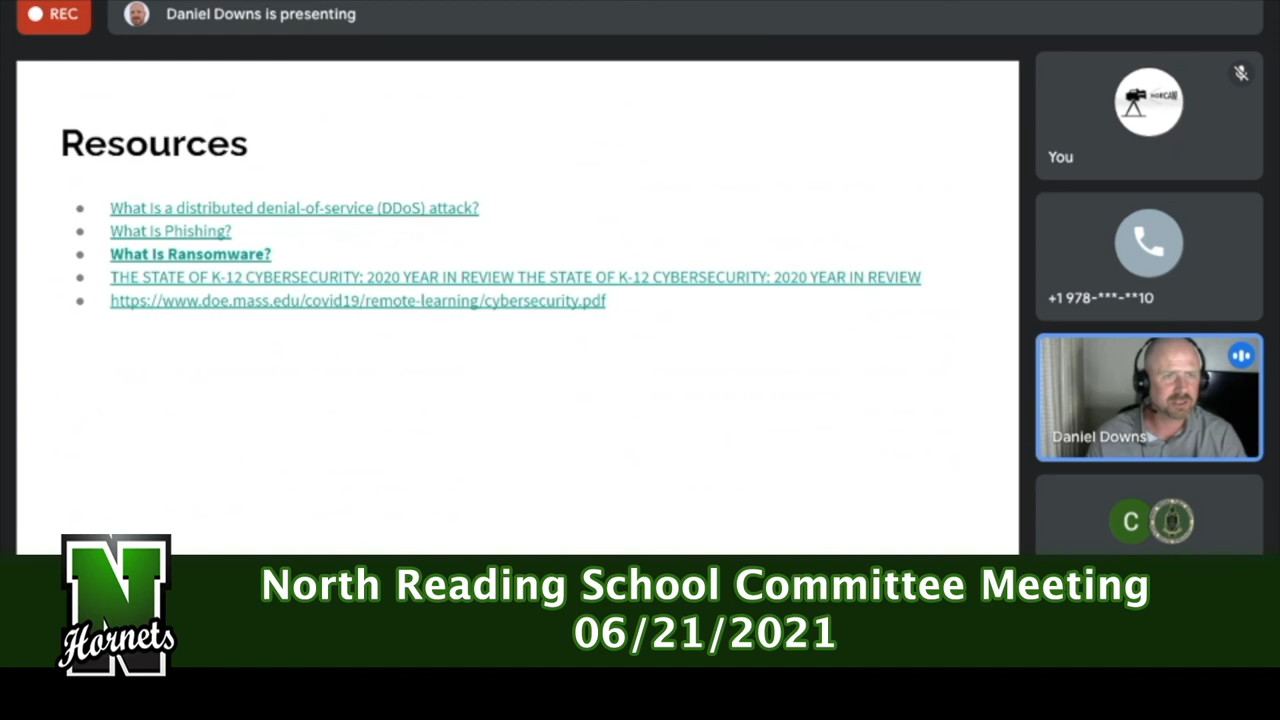 REC
Daniel Downs is presenting
Resources
What Is a distributed denial-of-service (DDoS) attack?
What Is Phishing?
What Is Ransomware?
THE STATE OF K-12 CYBERSECURITY: 2020 YEAR IN REVIEW THE STATE OF K-12 CYBERSECURITY: 2020 YEAR IN REVIEW
https://www.doe.mass.edu/covid19/remote-learning/cybersecurity.pdf
NORCAM
You
+1 978-***-**10
Daniel Downs
C
N
Hornets
North Reading School Committee Meeting
06/21/2021